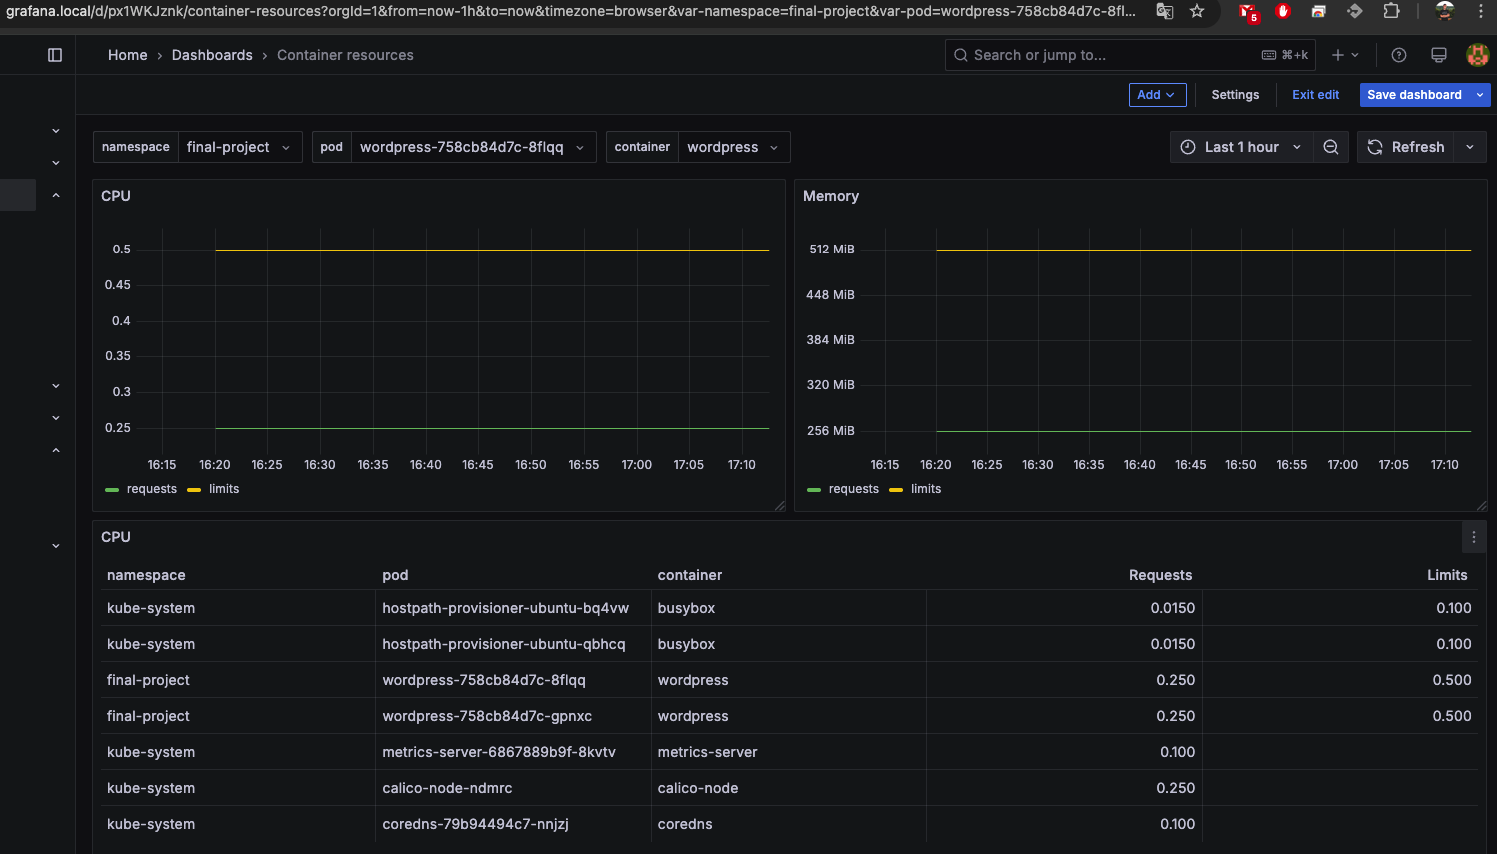 grafana.local/d/px1WKJznk/container-resources?orgId=1&from=now-1h&to=now&timezone=browser&var-namespace=final-project&var-pod=wordpress-758cb84d7c-8fl...
5
Home › Dashboards › Container resources
Search or jump to...
⌘+k
Add
Settings
Exit edit
Save dashboard
namespace
final-project
pod
wordpress-758cb84d7c-8flqq
container
wordpress
Last 1 hour
Refresh
CPU
0.5
0.45
0.4
0.35
0.3
0.25
16:15 16:20 16:25 16:30 16:35 16:40 16:45 16:50 16:55 17:00 17:05 17:10
requests limits
Memory
512 MiB
448 MiB
384 MiB
320 MiB
256 MiB
16:15 16:20 16:25 16:30 16:35 16:40 16:45 16:50 16:55 17:00 17:05 17:10
requests limits
CPU
namespace pod container Requests Limits
kube-system hostpath-provisioner-ubuntu-bq4vw busybox 0.0150 0.100
kube-system hostpath-provisioner-ubuntu-qbhcq busybox 0.0150 0.100
final-project wordpress-758cb84d7c-8flqq wordpress 0.250 0.500
final-project wordpress-758cb84d7c-gpnxc wordpress 0.250 0.500
kube-system metrics-server-6867889b9f-8kvtv metrics-server 0.100
kube-system calico-node-ndmrc calico-node 0.250
kube-system coredns-79b94494c7-nnjzj coredns 0.100